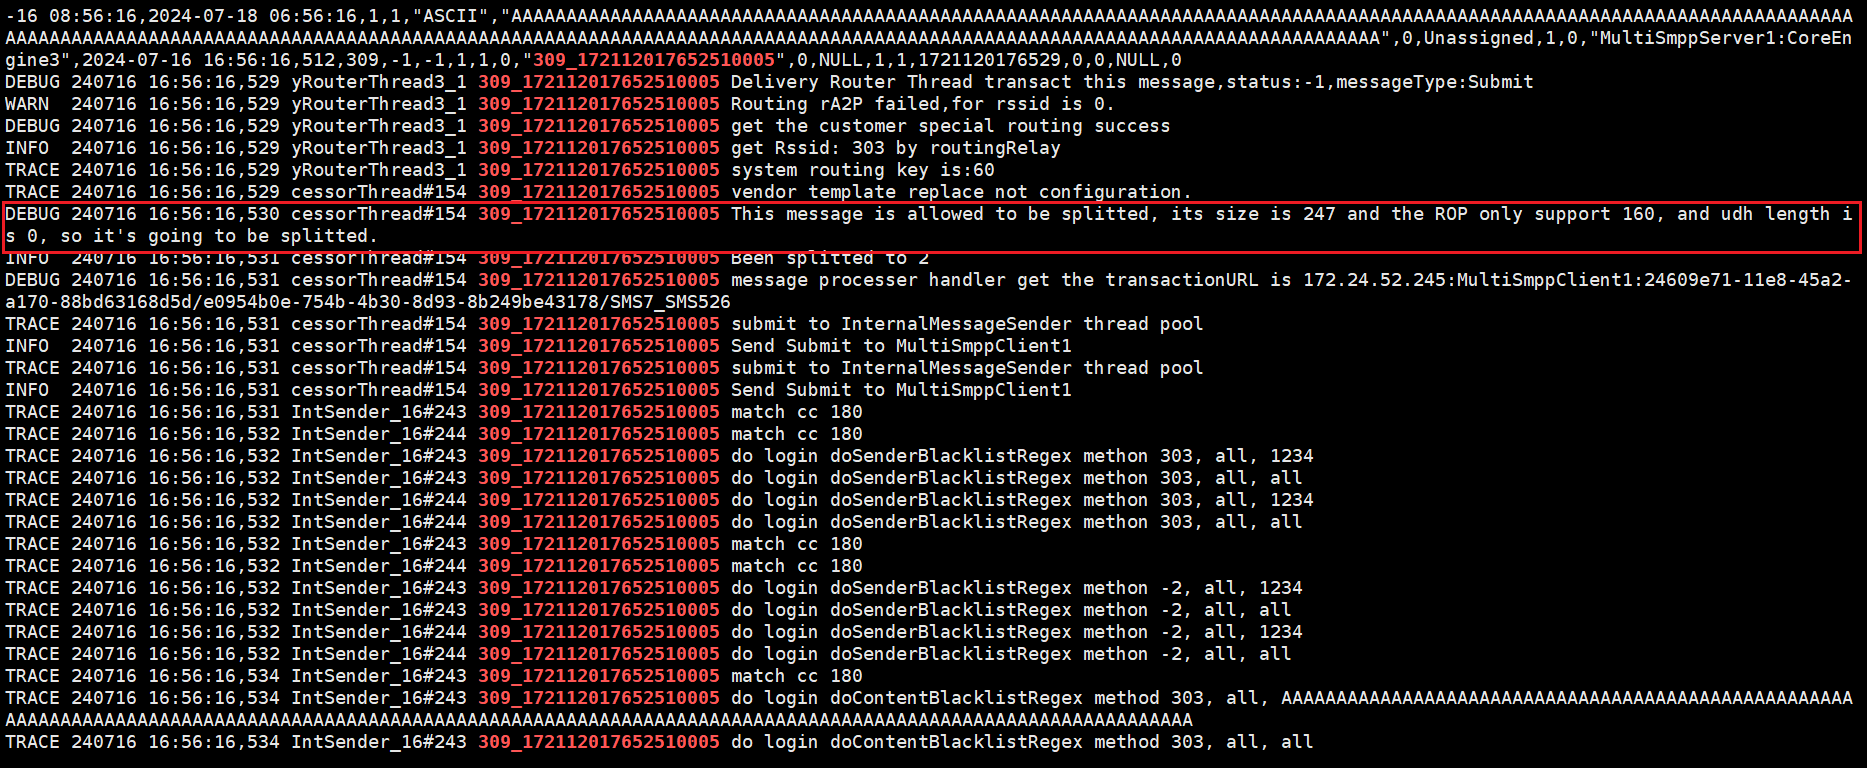 -16 08:56:16,2024-07-18 06:56:16,1,1,"ASCII","AAAAAAAAAAAAAAAAAAAAAAAAAAAAAAAAAAAAAAAAAAAAAAAAAAAAAAAAAAAAAAAAAAAAAAAAAAAAAAAAAAAAAAAAAAAAAAAAAAAAAAAAAAAAAAAAAAAAAAAAAA
AAAAAAAAAAAAAAAAAAAAAAAAAAAAAAAAAAAAAAAAAAAAAAAAAAAAAAAAAAAAAAAAAAAAAAAAAAAAAAAAAAAAAAAAAAAAAAAAAAAAAAAAAAAAAAAAAAAAAAAAAAAAA",0,Unassigned,1,0,"MultiSmppServer1:CoreEn
gine3",2024-07-16 16:56:16,512,309,-1,-1,1,1,0,"309_172112017652510005",0,NULL,1,1,1721120176529,0,0,NULL,0
DEBUG 240716 16:56:16,529 yRouterThread3_1 309_172112017652510005 Delivery Router Thread transact this message,status:-1,messageType:Submit
WARN  240716 16:56:16,529 yRouterThread3_1 309_172112017652510005 Routing rA2P failed,for rssid is 0.
DEBUG 240716 16:56:16,529 yRouterThread3_1 309_172112017652510005 get the customer special routing success
INFO  240716 16:56:16,529 yRouterThread3_1 309_172112017652510005 get Rssid: 303 by routingRelay
TRACE 240716 16:56:16,529 yRouterThread3_1 309_172112017652510005 system routing key is:60
TRACE 240716 16:56:16,529 cessorThread#154 309_172112017652510005 vendor template replace not configuration.
DEBUG 240716 16:56:16,530 cessorThread#154 309_172112017652510005 This message is allowed to be splitted, its size is 247 and the ROP only support 160, and udh length i
s 0, so it's going to be splitted.
INFO  240716 16:56:16,531 cessorThread#154 309_172112017652510005 Been splitted to 2
DEBUG 240716 16:56:16,531 cessorThread#154 309_172112017652510005 message processer handler get the transactionURL is 172.24.52.245:MultiSmppClient1:24609e71-11e8-45a2-
a170-88bd63168d5d/e0954b0e-754b-4b30-8d93-8b249be43178/SMS7_SMS526
TRACE 240716 16:56:16,531 cessorThread#154 309_172112017652510005 submit to InternalMessageSender thread pool
INFO  240716 16:56:16,531 cessorThread#154 309_172112017652510005 Send Submit to MultiSmppClient1
TRACE 240716 16:56:16,531 cessorThread#154 309_172112017652510005 submit to InternalMessageSender thread pool
INFO  240716 16:56:16,531 cessorThread#154 309_172112017652510005 Send Submit to MultiSmppClient1
TRACE 240716 16:56:16,531 IntSender_16#243 309_172112017652510005 match cc 180
TRACE 240716 16:56:16,532 IntSender_16#244 309_172112017652510005 match cc 180
TRACE 240716 16:56:16,532 IntSender_16#243 309_172112017652510005 do login doSenderBlacklistRegex methon 303, all, 1234
TRACE 240716 16:56:16,532 IntSender_16#243 309_172112017652510005 do login doSenderBlacklistRegex methon 303, all, all
TRACE 240716 16:56:16,532 IntSender_16#244 309_172112017652510005 do login doSenderBlacklistRegex methon 303, all, 1234
TRACE 240716 16:56:16,532 IntSender_16#244 309_172112017652510005 do login doSenderBlacklistRegex methon 303, all, all
TRACE 240716 16:56:16,532 IntSender_16#243 309_172112017652510005 match cc 180
TRACE 240716 16:56:16,532 IntSender_16#244 309_172112017652510005 match cc 180
TRACE 240716 16:56:16,532 IntSender_16#243 309_172112017652510005 do login doSenderBlacklistRegex methon -2, all, 1234
TRACE 240716 16:56:16,532 IntSender_16#243 309_172112017652510005 do login doSenderBlacklistRegex methon -2, all, all
TRACE 240716 16:56:16,532 IntSender_16#244 309_172112017652510005 do login doSenderBlacklistRegex methon -2, all, 1234
TRACE 240716 16:56:16,532 IntSender_16#244 309_172112017652510005 do login doSenderBlacklistRegex methon -2, all, all
TRACE 240716 16:56:16,534 IntSender_16#243 309_172112017652510005 match cc 180
TRACE 240716 16:56:16,534 IntSender_16#243 309_172112017652510005 do login doContentBlacklistRegex method 303, all, AAAAAAAAAAAAAAAAAAAAAAAAAAAAAAAAAAAAAAAAAAAAAAAAAAAA
AAAAAAAAAAAAAAAAAAAAAAAAAAAAAAAAAAAAAAAAAAAAAAAAAAAAAAAAAAAAAAAAAAAAAAAAAAAAAAAAAAAAAAAAAAAAAAAAAAAAAAAAAAAA
TRACE 240716 16:56:16,534 IntSender_16#243 309_172112017652510005 do login doContentBlacklistRegex method 303, all, all